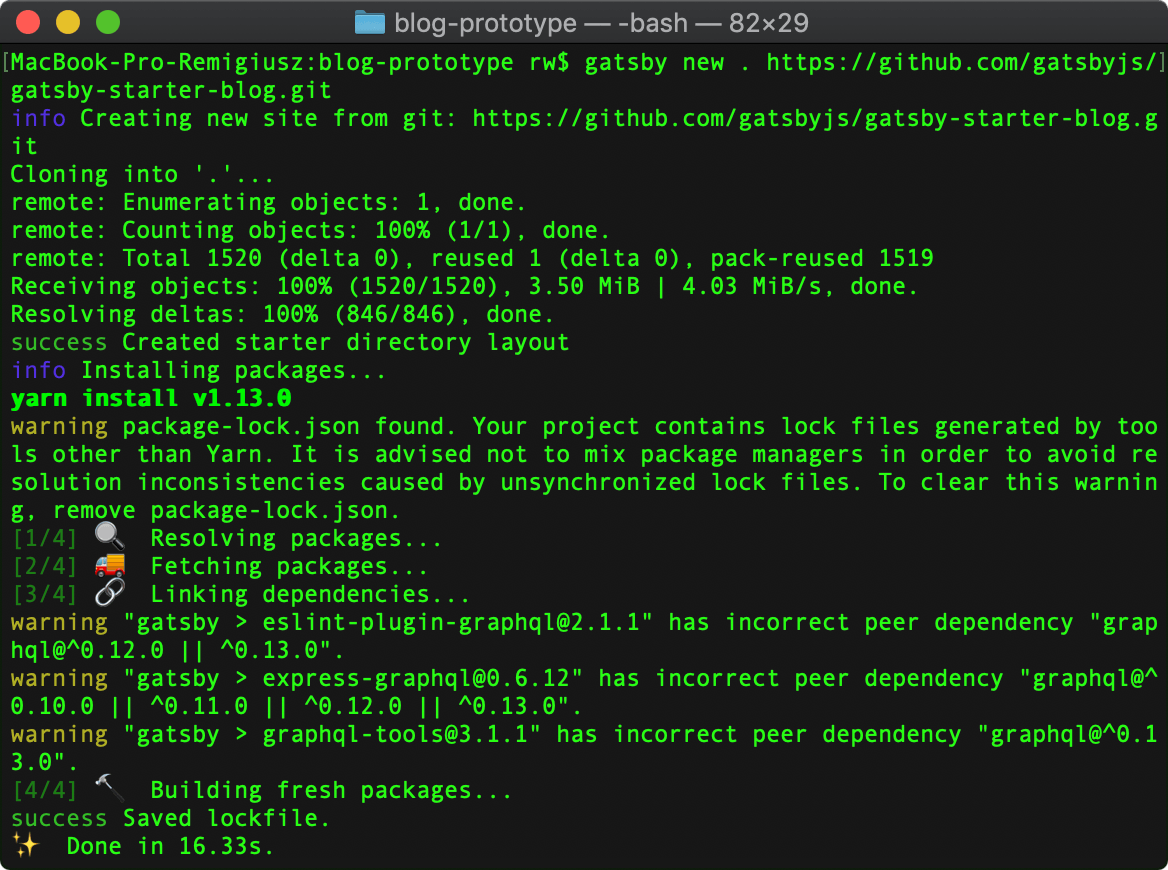 blog-prototype — -bash — 82×29
[MacBook-Pro-Remigiusz:blog-prototype rw$ gatsby new . https://github.com/gatsbyjs/]
gatsby-starter-blog.git
info Creating new site from git: https://github.com/gatsbyjs/gatsby-starter-blog.g
it
Cloning into '.'...
remote: Enumerating objects: 1, done.
remote: Counting objects: 100% (1/1), done.
remote: Total 1520 (delta 0), reused 1 (delta 0), pack-reused 1519
Receiving objects: 100% (1520/1520), 3.50 MiB | 4.03 MiB/s, done.
Resolving deltas: 100% (846/846), done.
success Created starter directory layout
info Installing packages...
yarn install v1.13.0
warning package-lock.json found. Your project contains lock files generated by too
ls other than Yarn. It is advised not to mix package managers in order to avoid re
solution inconsistencies caused by unsynchronized lock files. To clear this warnin
g, remove package-lock.json.
[1/4] 🔍 Resolving packages...
[2/4] 🚚 Fetching packages...
[3/4] 🔗 Linking dependencies...
warning "gatsby > eslint-plugin-graphql@2.1.1" has incorrect peer dependency "grap
hql@^0.12.0 || ^0.13.0".
warning "gatsby > express-graphql@0.6.12" has incorrect peer dependency "graphql@^
0.10.0 || ^0.11.0 || ^0.12.0 || ^0.13.0".
warning "gatsby > graphql-tools@3.1.1" has incorrect peer dependency "graphql@^0.1
3.0".
[4/4] 🔨 Building fresh packages...
success Saved lockfile.
✨ Done in 16.33s.